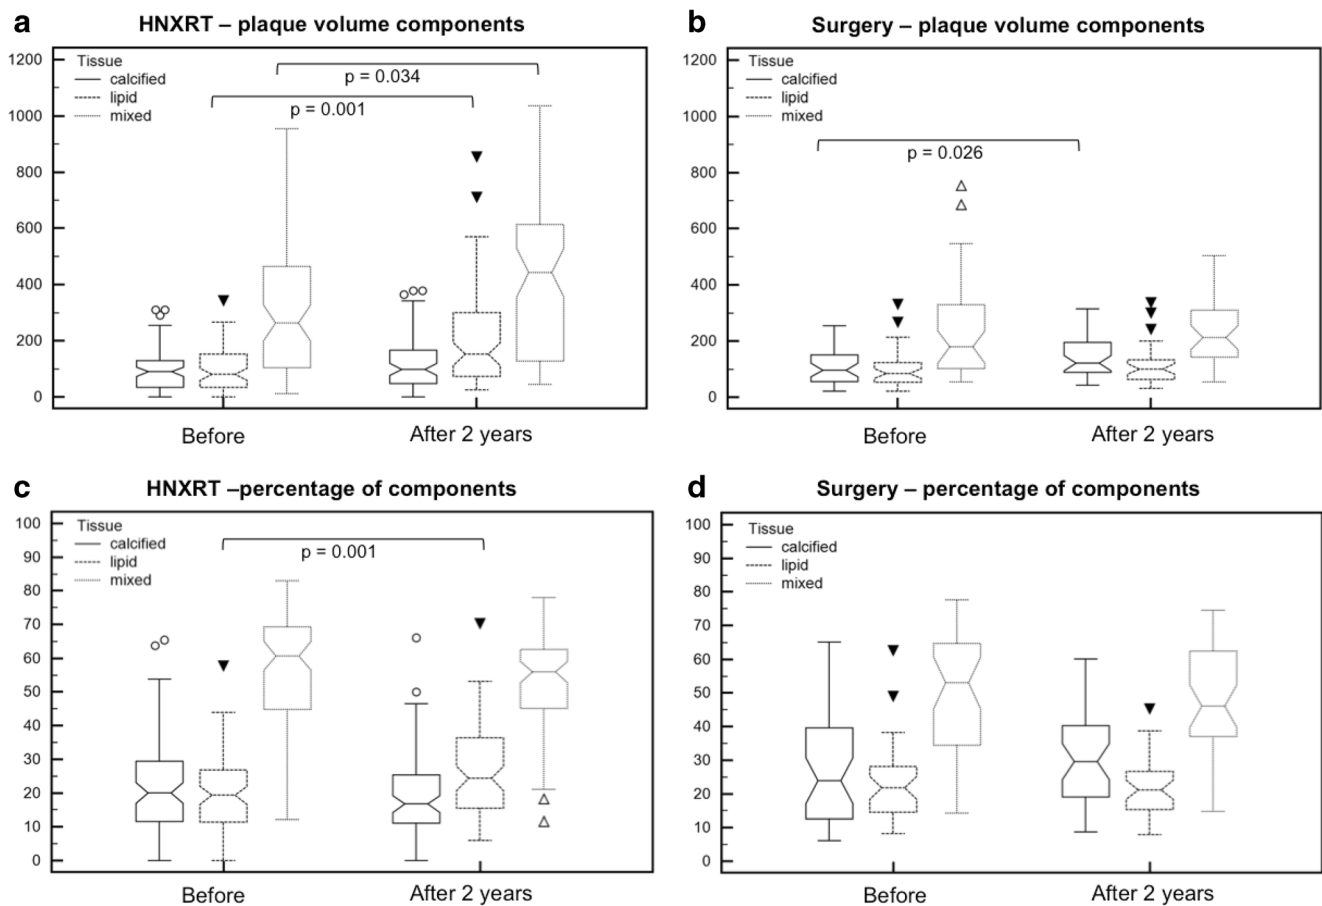 a
HNXRT – plaque volume components
Tissue
calcified
lipid
mixed
p = 0.034
p = 0.001
1200
1000
800
600
400
200
0
Before
After 2 years
b
Surgery – plaque volume components
Tissue
calcified
lipid
mixed
p = 0.026
1200
1000
800
600
400
200
0
Before
After 2 years
c
HNXRT –percentage of components
Tissue
calcified
lipid
mixed
p = 0.001
100
90
80
70
60
50
40
30
20
10
0
Before
After 2 years
d
Surgery – percentage of components
Tissue
calcified
lipid
mixed
100
90
80
70
60
50
40
30
20
10
0
Before
After 2 years